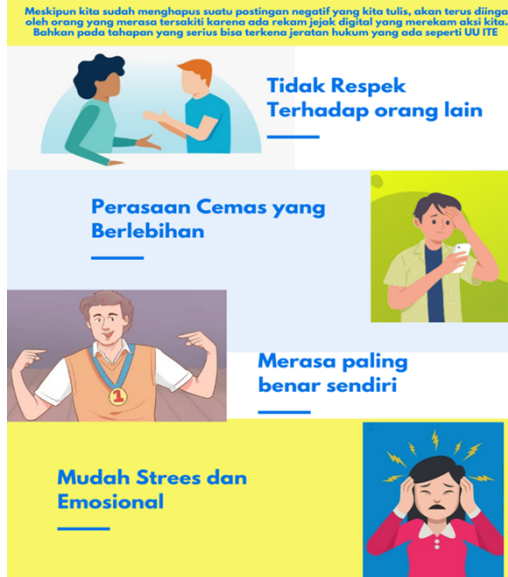 Meskipun kita sudah menghapus suatu postingan negatif yang kita tulis, akan terus diinga
oleh orang yang merasa tersakiti karena ada rekam jejak digital yang merekam aksi kita.
Bahkan pada tahapan yang serius bisa terkena jeratan hukum yang ada seperti UU ITE
Tidak Respek
Terhadap orang lain
Perasaan Cemas yang
Berlebihan
1
Merasa paling
benar sendiri
Mudah Strees dan
Emosional